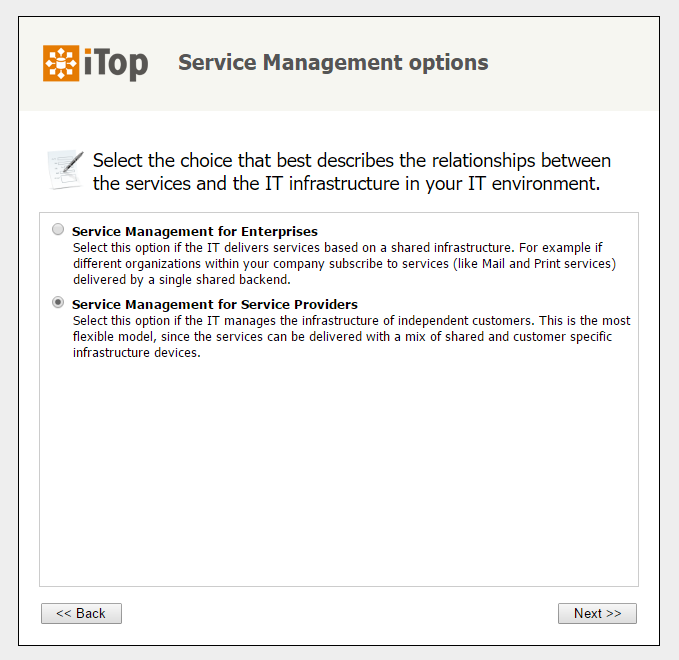 iTop
Service Management options
Select the choice that best describes the relationships between
the services and the IT infrastructure in your IT environment.
Service Management for Enterprises
Select this option if the IT delivers services based on a shared infrastructure. For example if
different organizations within your company subscribe to services (like Mail and Print services)
delivered by a single shared backend.
Service Management for Service Providers
Select this option if the IT manages the infrastructure of independent customers. This is the most
flexible model, since the services can be delivered with a mix of shared and customer specific
infrastructure devices.
<< Back
Next >>